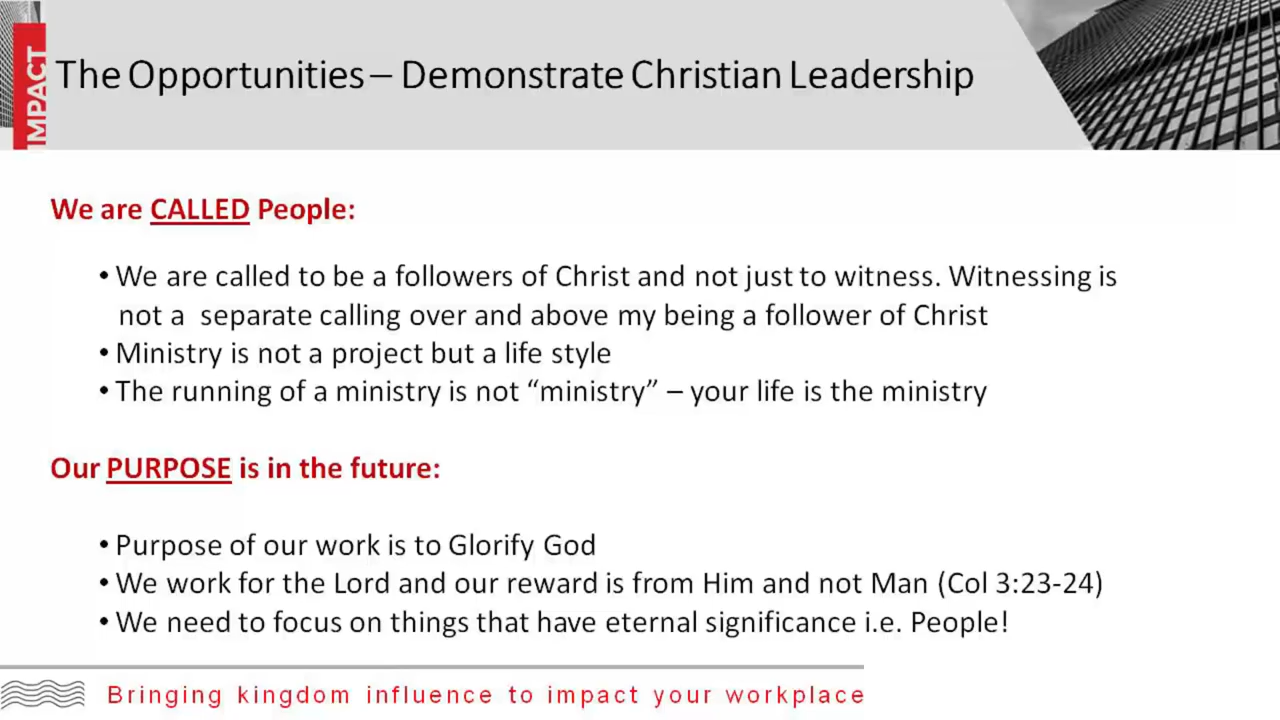 IMPACT
The Opportunities – Demonstrate Christian Leadership
We are CALLED People:
• We are called to be a followers of Christ and not just to witness. Witnessing is
not a separate calling over and above my being a follower of Christ
• Ministry is not a project but a life style
• The running of a ministry is not “ministry” – your life is the ministry
Our PURPOSE is in the future:
• Purpose of our work is to Glorify God
• We work for the Lord and our reward is from Him and not Man (Col 3:23-24)
• We need to focus on things that have eternal significance i.e. People!
Bringing kingdom influence to impact your workplace